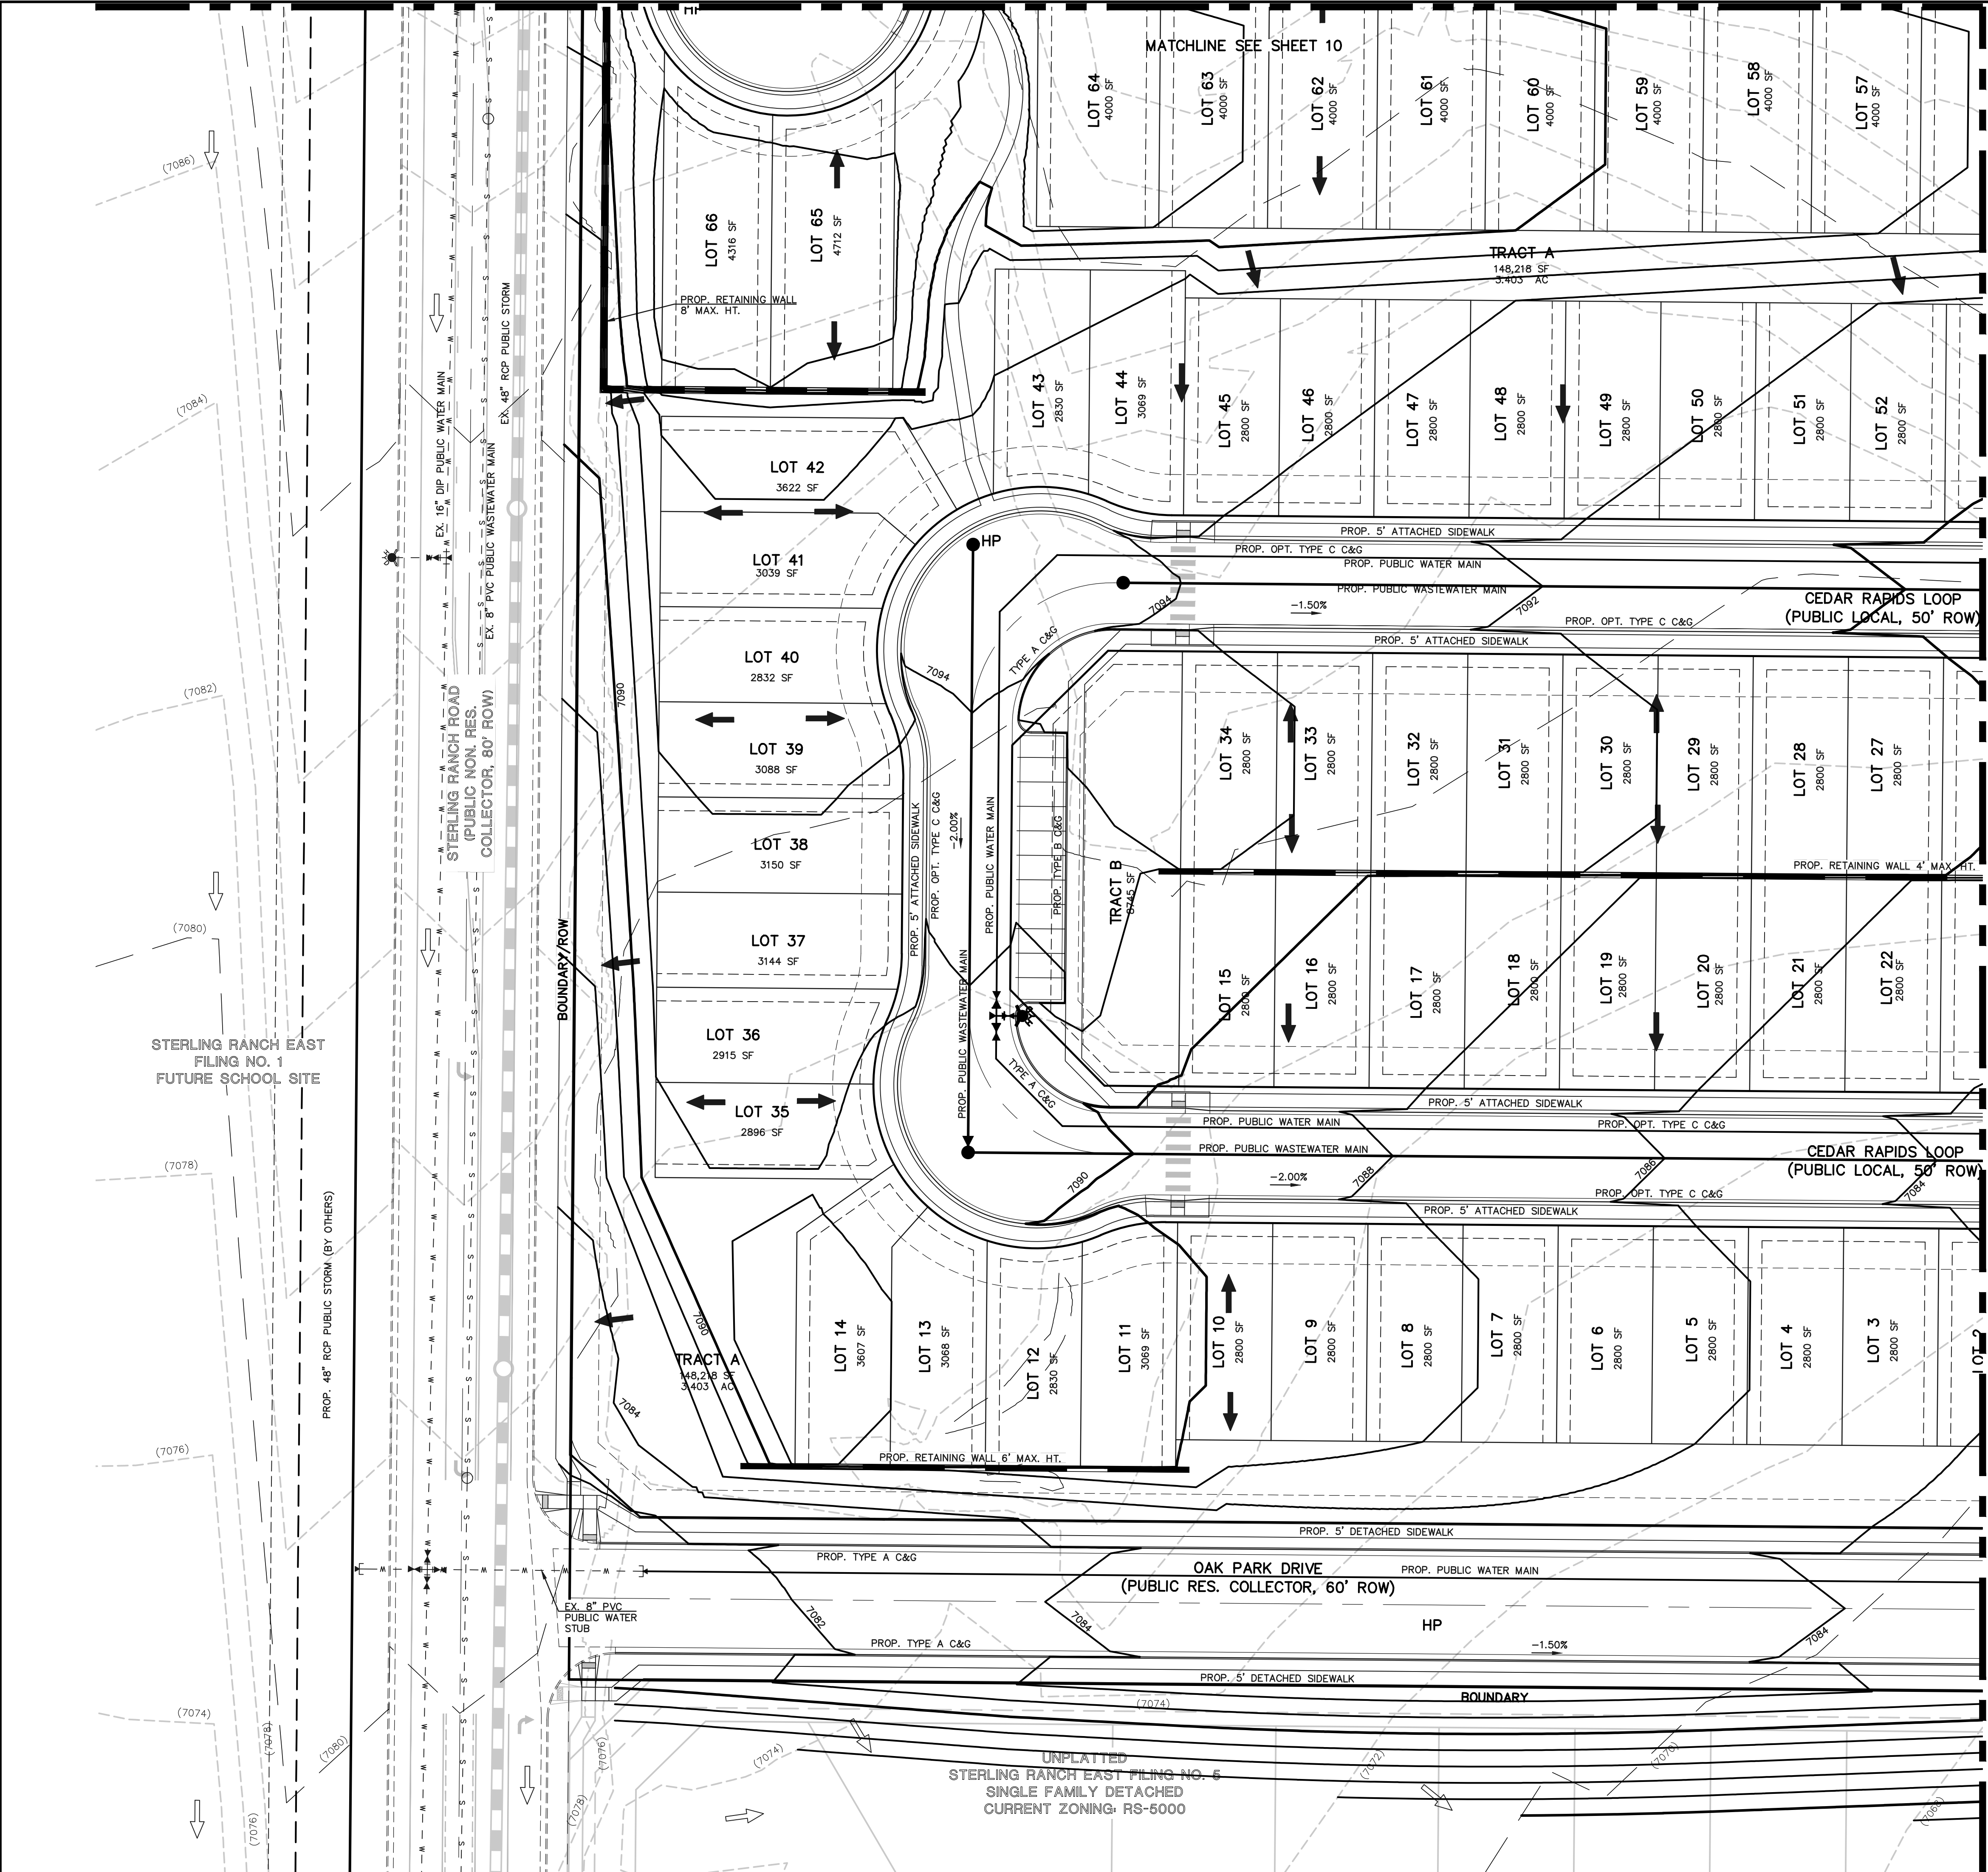 MATCHLINE SEE SHEET 10
LOT 64
4000 SF
LOT 63
4000 SF
LOT 62
4000 SF
LOT 61
4000 SF
LOT 60
4000 SF
LOT 59
4000 SF
LOT 58
4000 SF
LOT 57
4000 SF
(7086)
LOT 66
4316 SF
LOT 65
4712 SF
TRACT A
148,218 SF
3.403 AC
PROP. RETAINING WALL
8' MAX. HT.
EX. 48" RCP PUBLIC STORM
EX. 16" DIP PUBLIC WATER MAIN
EX. 8" PVC PUBLIC WASTEWATER MAIN
(7084)
LOT 43
2830 SF
LOT 44
3069 SF
LOT 45
2800 SF
LOT 46
2800 SF
LOT 47
2800 SF
LOT 48
2800 SF
LOT 49
2800 SF
LOT 50
2800 SF
LOT 51
2800 SF
LOT 52
2800 SF
LOT 42
3622 SF
LOT 41
3039 SF
LOT 40
2832 SF
LOT 39
3088 SF
LOT 38
3150 SF
LOT 37
3144 SF
LOT 36
2915 SF
LOT 35
2896 SF
HP
PROP. 5' ATTACHED SIDEWALK
PROP. OPT. TYPE C C&G
PROP. PUBLIC WATER MAIN
PROP. PUBLIC WASTEWATER MAIN
-1.50%
7094
7092
CEDAR RAPIDS LOOP
(PUBLIC LOCAL, 50' ROW)
PROP. OPT. TYPE C C&G
PROP. 5' ATTACHED SIDEWALK
TYPE A C&G
7094
7090
(7082)
STERLING RANCH ROAD
(PUBLIC NON. RES.
COLLECTOR, 80' ROW)
LOT 34
2800 SF
LOT 33
2800 SF
LOT 32
2800 SF
LOT 31
2800 SF
LOT 30
2800 SF
LOT 29
2800 SF
LOT 28
2800 SF
LOT 27
2800 SF
PROP. 5' ATTACHED SIDEWALK
PROP. OPT. TYPE C C&G
-2.00%
PROP. PUBLIC WATER MAIN
PROP. TYPE B C&G
PROP. PUBLIC WASTEWATER MAIN
TRACT B
8745 SF
PROP. RETAINING WALL 4' MAX. HT.
(7080)
BOUNDARY/ROW
LOT 15
2800 SF
LOT 16
2800 SF
LOT 17
2800 SF
LOT 18
2800 SF
LOT 19
2800 SF
LOT 20
2800 SF
LOT 21
2800 SF
LOT 22
2800 SF
STERLING RANCH EAST
FILING NO. 1
FUTURE SCHOOL SITE
TYPE A C&G
PROP. 5' ATTACHED SIDEWALK
PROP. PUBLIC WATER MAIN
PROP. OPT. TYPE C C&G
PROP. PUBLIC WASTEWATER MAIN
CEDAR RAPIDS LOOP
(PUBLIC LOCAL, 50' ROW)
-2.00%
7090
7088
7086
7084
PROP. OPT. TYPE C C&G
PROP. 5' ATTACHED SIDEWALK
(7078)
PROP. 48" RCP PUBLIC STORM (BY OTHERS)
LOT 14
3607 SF
LOT 13
3068 SF
LOT 12
2830 SF
LOT 11
3069 SF
LOT 10
2800 SF
LOT 9
2800 SF
LOT 8
2800 SF
LOT 7
2800 SF
LOT 6
2800 SF
LOT 5
2800 SF
LOT 4
2800 SF
LOT 3
2800 SF
LOT 2
7090
TRACT A
148,218 SF
3.403 AC
7084
(7076)
PROP. RETAINING WALL 6' MAX. HT.
PROP. 5' DETACHED SIDEWALK
PROP. TYPE A C&G
OAK PARK DRIVE
(PUBLIC RES. COLLECTOR, 60' ROW)
PROP. PUBLIC WATER MAIN
EX. 8" PVC
PUBLIC WATER
STUB
7082
7084
HP
7084
PROP. TYPE A C&G
-1.50%
PROP. 5' DETACHED SIDEWALK
BOUNDARY
(7074)
(7074)
(7078)
(7080)
(7076)
(7074)
(7072)
(7070)
(7068)
(7076)
(7078)
UNPLATTED
STERLING RANCH EAST FILING NO. 5
SINGLE FAMILY DETACHED
CURRENT ZONING: RS-5000